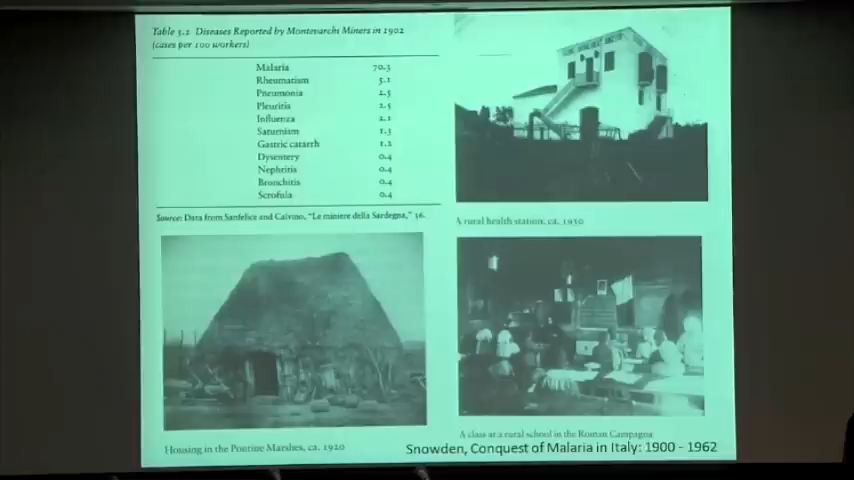 Table 3.2 Diseases Reported by Montevarchi Miners in 1902
(cases per 100 workers)
Malaria 70.3
Rheumatism 5.1
Pneumonia 2.5
Pleuritis 2.5
Influenza 2.1
Saturnism 1.3
Gastric catarrh 1.2
Dysentery 0.4
Nephritis 0.4
Bronchitis 0.4
Scrofula 0.4
Source: Data from Sanfelice and Calvino, "Le miniere della Sardegna," 36.
A rural health station, ca. 1950
Housing in the Pontine Marshes, ca. 1920
A class at a rural school in the Roman Campagna
Snowden, Conquest of Malaria in Italy: 1900 - 1962